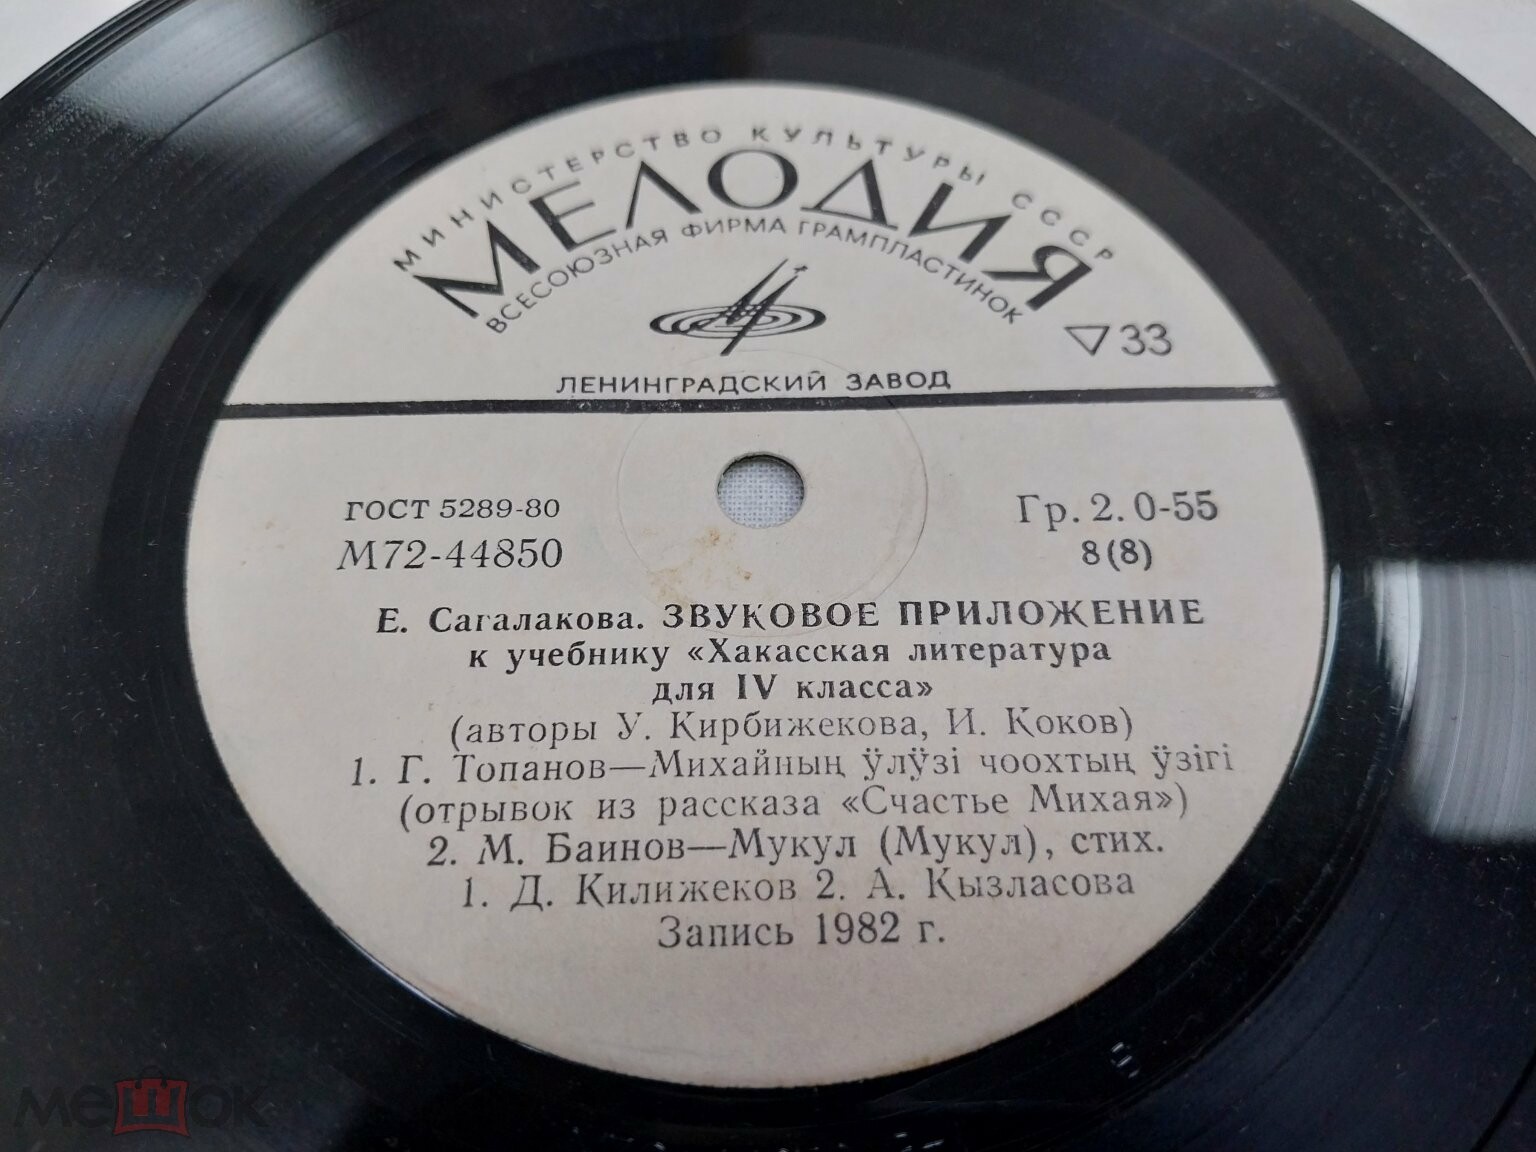 МИНИСТЕРСТВО КУЛЬТУРЫ СССР
МЕЛОДИЯ
ВСЕСОЮЗНАЯ ФИРМА ГРАМПЛАСТИНОК
▽33
ЛЕНИНГРАДСКИЙ ЗАВОД
ГОСТ 5289-80
Гр. 2. 0-55
М72-44850
8(8)
Е. Сагалакова. ЗВУКОВОЕ ПРИЛОЖЕНИЕ
к учебнику «Хакасская литература
для IV класса»
(авторы У. Кирбижекова, И. Коков)
1. Г. Топанов—Михайның ӱлӱзі чоохтың ӱзігі
(отрывок из рассказа «Счастье Михая»)
2. М. Баинов—Мукул (Мукул), стих.
1. Д. Килижеков 2. А. Кызласова
Запись 1982 г.
мешок